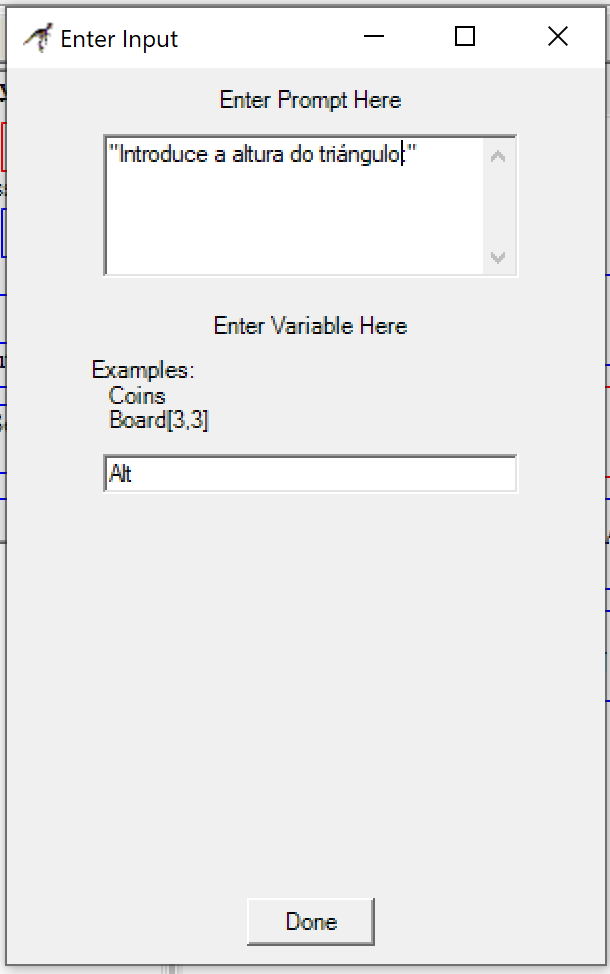 Enter Input
Enter Prompt Here
"Introduce a altura do triángulo:"
Enter Variable Here
Examples:
Coins
Board[3,3]
Alt
Done